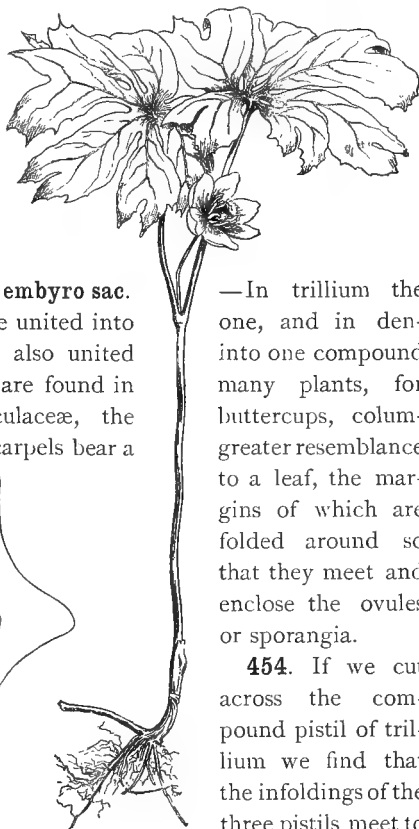 embyro sac. —In trillium the
e united into one, and in den-
also united into one compound
are found in many plants, for
culaceæ, the buttercups, colum-
carpels bear a greater resemblance
to a leaf, the mar-
gins of which are
folded around so
that they meet and
enclose the ovules
or sporangia.
454. If we cut
across the com-
pound pistil of tril-
lium we find that
the infoldings of the
three pistils meet to